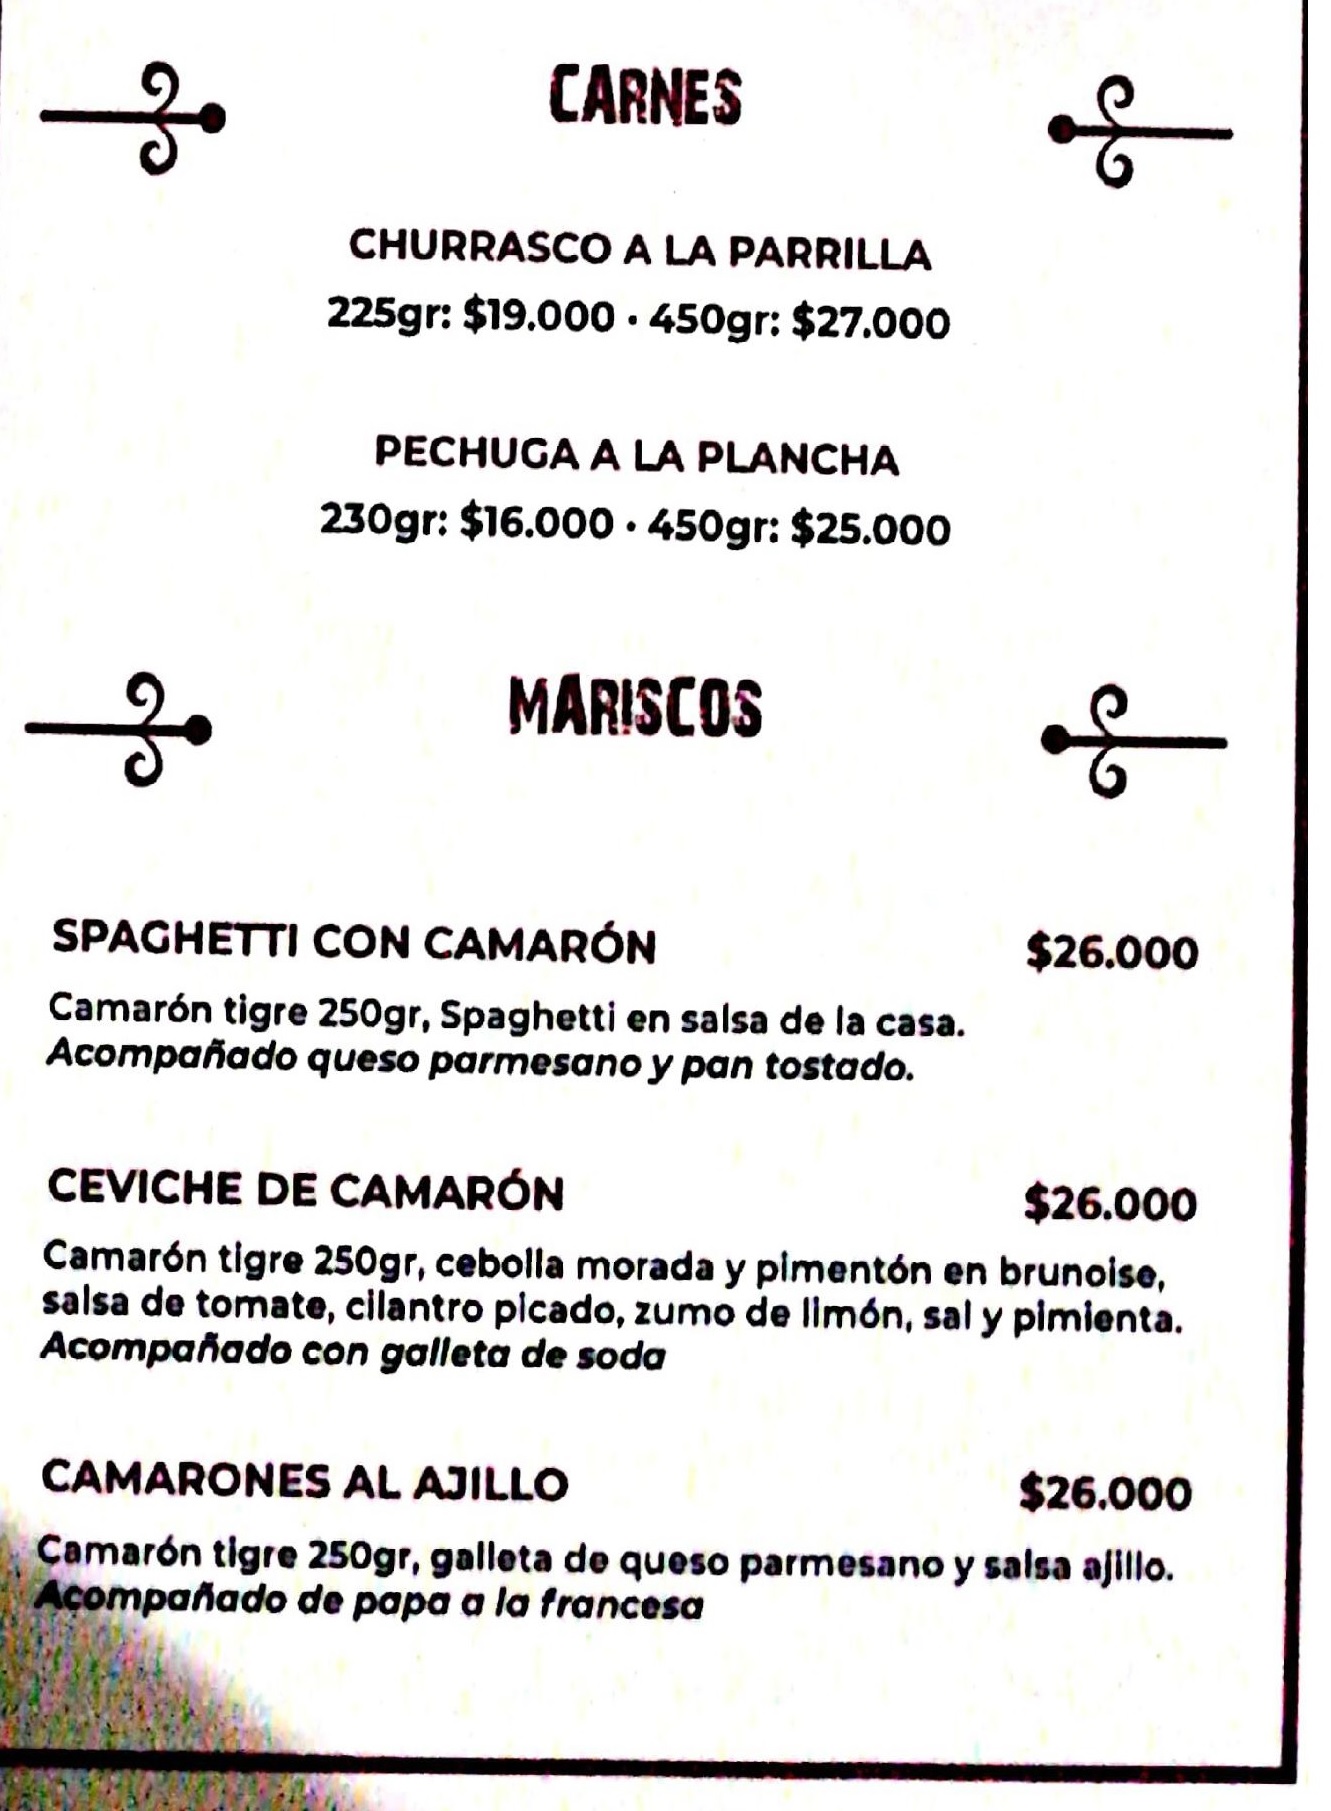 CARNES
CHURRASCO A LA PARRILLA
225gr: $19.000 • 450gr: $27.000
PECHUGA A LA PLANCHA
230gr: $16.000 • 450gr: $25.000
MARISCOS
SPAGHETTI CON CAMARÓN $26.000
Camarón tigre 250gr, Spaghetti en salsa de la casa.
Acompañado queso parmesano y pan tostado.
CEVICHE DE CAMARÓN $26.000
Camarón tigre 250gr, cebolla morada y pimentón en brunoise,
salsa de tomate, cilantro picado, zumo de limón, sal y pimienta.
Acompañado con galleta de soda
CAMARONES AL AJILLO $26.000
Camarón tigre 250gr, galleta de queso parmesano y salsa ajillo.
Acompañado de papa a la francesa